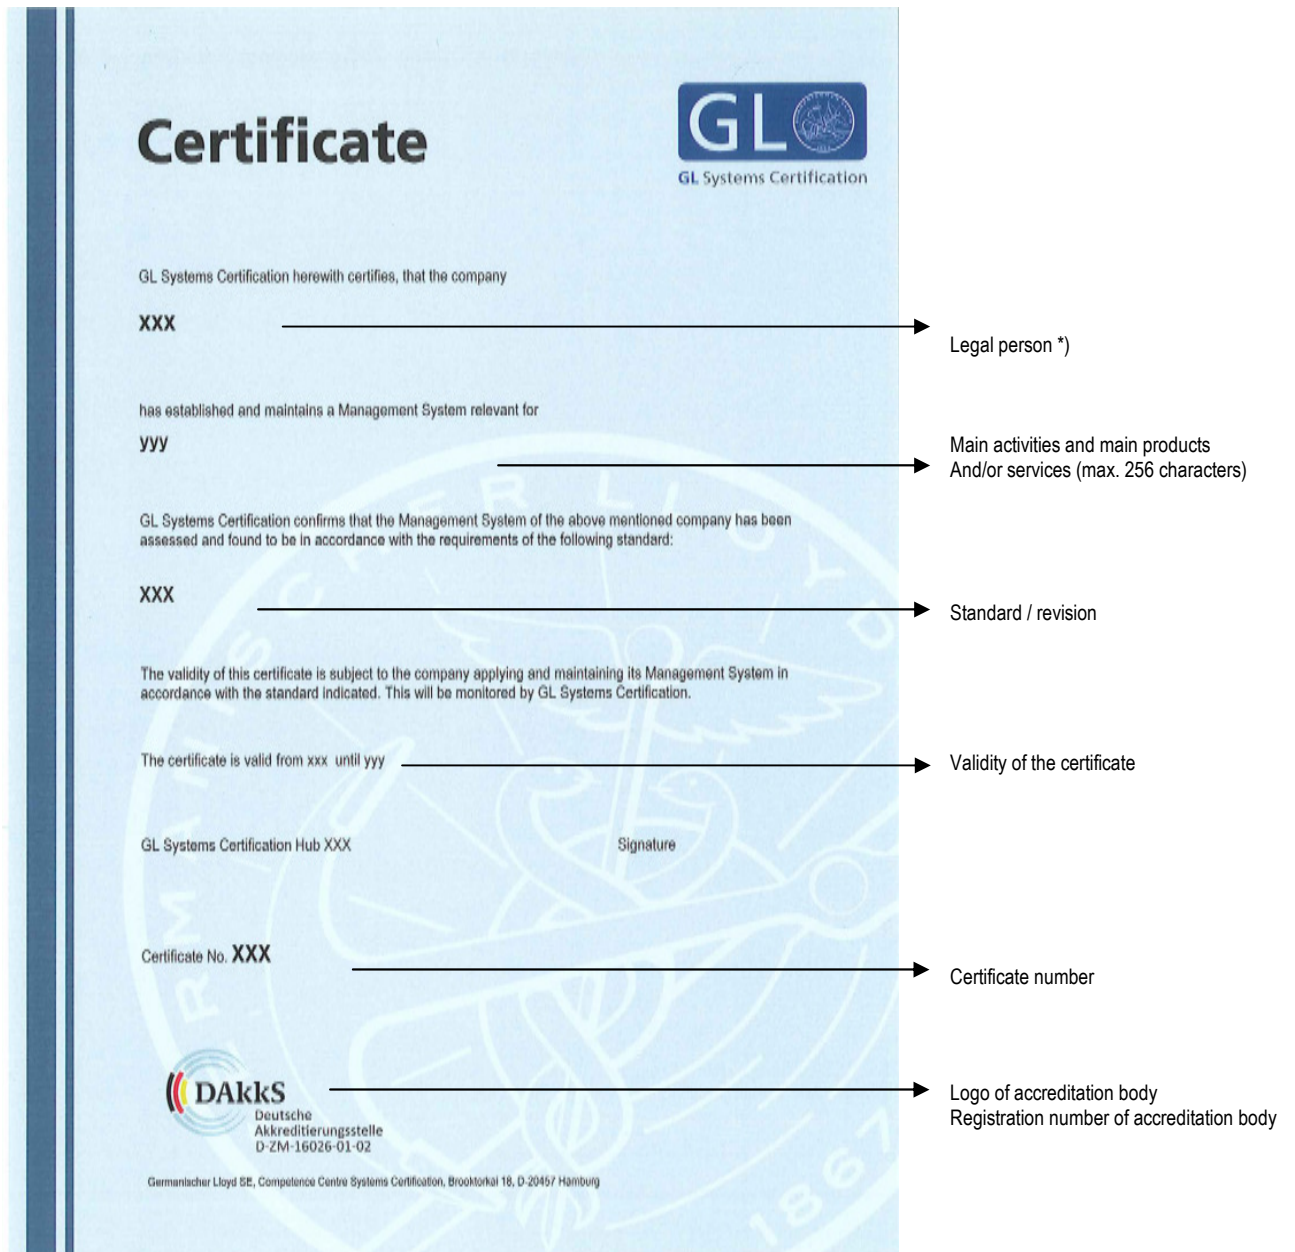 Certificate
GL
GL Systems Certification
GL Systems Certification herewith certifies, that the company
XXX
Legal person *)
has established and maintains a Management System relevant for
yyy
Main activities and main products
And/or services (max. 256 characters)
GL Systems Certification confirms that the Management System of the above mentioned company has been
assessed and found to be in accordance with the requirements of the following standard:
XXX
Standard / revision
The validity of this certificate is subject to the company applying and maintaining its Management System in
accordance with the standard indicated. This will be monitored by GL Systems Certification.
The certificate is valid from xxx until yyy
Validity of the certificate
GL Systems Certification Hub XXX
Signature
Certificate No. XXX
Certificate number
DAkkS
Deutsche
Akkreditierungsstelle
D-ZM-16026-01-02
Logo of accreditation body
Registration number of accreditation body
Germanischer Lloyd SE, Competence Centre Systems Certification, Brooktorkai 18, D-20457 Hamburg
RMANISCHER LLOYD
1867